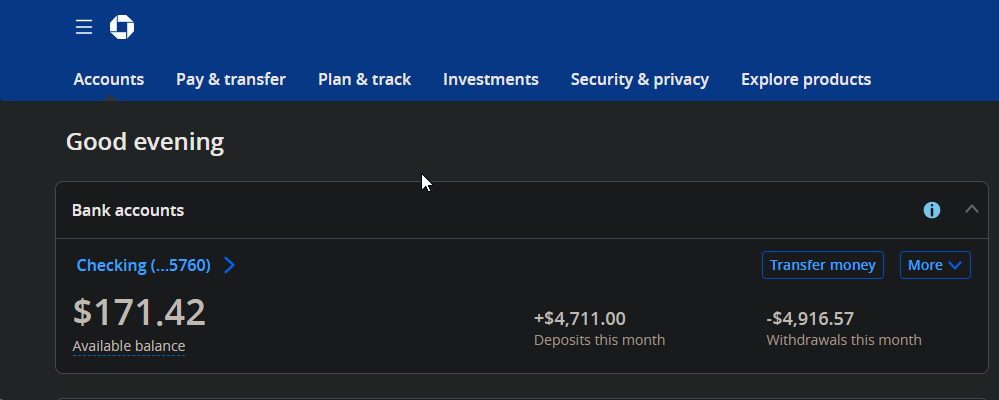 Accounts Pay & transfer Plan & track Investments Security & privacy Explore products
Good evening
Bank accounts
Checking (...5760) Transfer money More
$171.42
Available balance
+$4,711.00
Deposits this month
-$4,916.57
Withdrawals this month